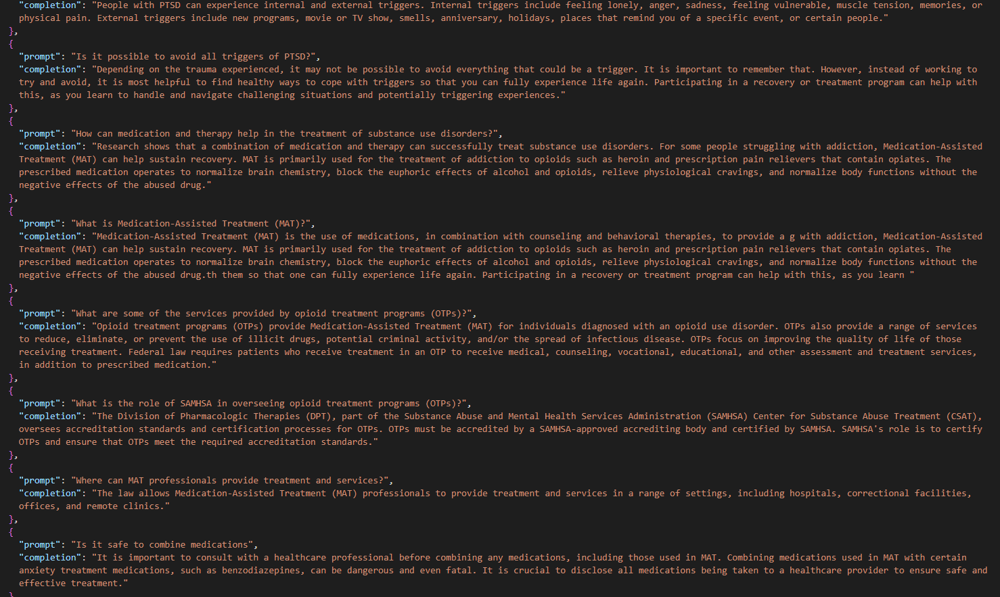 "completion": "People with PTSD can experience internal and external triggers. Internal triggers include feeling lonely, anger, sadness, feeling vulnerable, muscle tension, memories, or
physical pain. External triggers include new programs, movie or TV show, smells, anniversary, holidays, places that remind you of a specific event, or certain people."
},
{
"prompt": "Is it possible to avoid all triggers of PTSD?",
"completion": "Depending on the trauma experienced, it may not be possible to avoid everything that could be a trigger. It is important to remember that. However, instead of working to
try and avoid, it is most helpful to find healthy ways to cope with triggers so that you can fully experience life again. Participating in a recovery or treatment program can help with
this, as you learn to handle and navigate challenging situations and potentially triggering experiences."
},
{
"prompt": "How can medication and therapy help in the treatment of substance use disorders?",
"completion": "Research shows that a combination of medication and therapy can successfully treat substance use disorders. For some people struggling with addiction, Medication-Assisted
Treatment (MAT) can help sustain recovery. MAT is primarily used for the treatment of addiction to opioids such as heroin and prescription pain relievers that contain opiates. The
prescribed medication operates to normalize brain chemistry, block the euphoric effects of alcohol and opioids, relieve physiological cravings, and normalize body functions without the
negative effects of the abused drug."
},
{
"prompt": "What is Medication-Assisted Treatment (MAT)?",
"completion": "Medication-Assisted Treatment (MAT) is the use of medications, in combination with counseling and behavioral therapies, to provide a g with addiction, Medication-Assisted
Treatment (MAT) can help sustain recovery. MAT is primarily used for the treatment of addiction to opioids such as heroin and prescription pain relievers that contain opiates. The
prescribed medication operates to normalize brain chemistry, block the euphoric effects of alcohol and opioids, relieve physiological cravings, and normalize body functions without the
negative effects of the abused drug.th them so that one can fully experience life again. Participating in a recovery or treatment program can help with this, as you learn "
},
{
"prompt": "What are some of the services provided by opioid treatment programs (OTPs)?",
"completion": "Opioid treatment programs (OTPs) provide Medication-Assisted Treatment (MAT) for individuals diagnosed with an opioid use disorder. OTPs also provide a range of services
to reduce, eliminate, or prevent the use of illicit drugs, potential criminal activity, and/or the spread of infectious disease. OTPs focus on improving the quality of life of those
receiving treatment. Federal law requires patients who receive treatment in an OTP to receive medical, counseling, vocational, educational, and other assessment and treatment services,
in addition to prescribed medication."
},
{
"prompt": "What is the role of SAMHSA in overseeing opioid treatment programs (OTPs)?",
"completion": "The Division of Pharmacologic Therapies (DPT), part of the Substance Abuse and Mental Health Services Administration (SAMHSA) Center for Substance Abuse Treatment (CSAT),
oversees accreditation standards and certification processes for OTPs. OTPs must be accredited by a SAMHSA-approved accrediting body and certified by SAMHSA. SAMHSA's role is to certify
OTPs and ensure that OTPs meet the required accreditation standards."
},
{
"prompt": "Where can MAT professionals provide treatment and services?",
"completion": "The law allows Medication-Assisted Treatment (MAT) professionals to provide treatment and services in a range of settings, including hospitals, correctional facilities,
offices, and remote clinics."
},
{
"prompt": "Is it safe to combine medications",
"completion": "It is important to consult with a healthcare professional before combining any medications, including those used in MAT. Combining medications used in MAT with certain
anxiety treatment medications, such as benzodiazepines, can be dangerous and even fatal. It is crucial to disclose all medications being taken to a healthcare provider to ensure safe and
effective treatment."
}